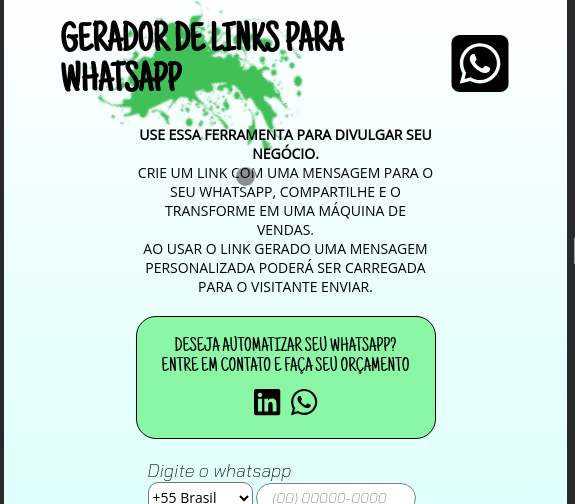 GERADOR DE LINKS PARA
WHATSAPP
USE ESSA FERRAMENTA PARA DIVULGAR SEU
NEGÓCIO.
CRIE UM LINK COM UMA MENSAGEM PARA O
SEU WHATSAPP, COMPARTILHE E O
TRANSFORME EM UMA MÁQUINA DE
VENDAS.
AO USAR O LINK GERADO UMA MENSAGEM
PERSONALIZADA PODERÁ SER CARREGADA
PARA O VISITANTE ENVIAR.
DESEJA AUTOMATIZAR SEU WHATSAPP?
ENTRE EM CONTATO E FAÇA SEU ORÇAMENTO
in
Digite o whatsapp
+55 Brasil (00) 00000-0000